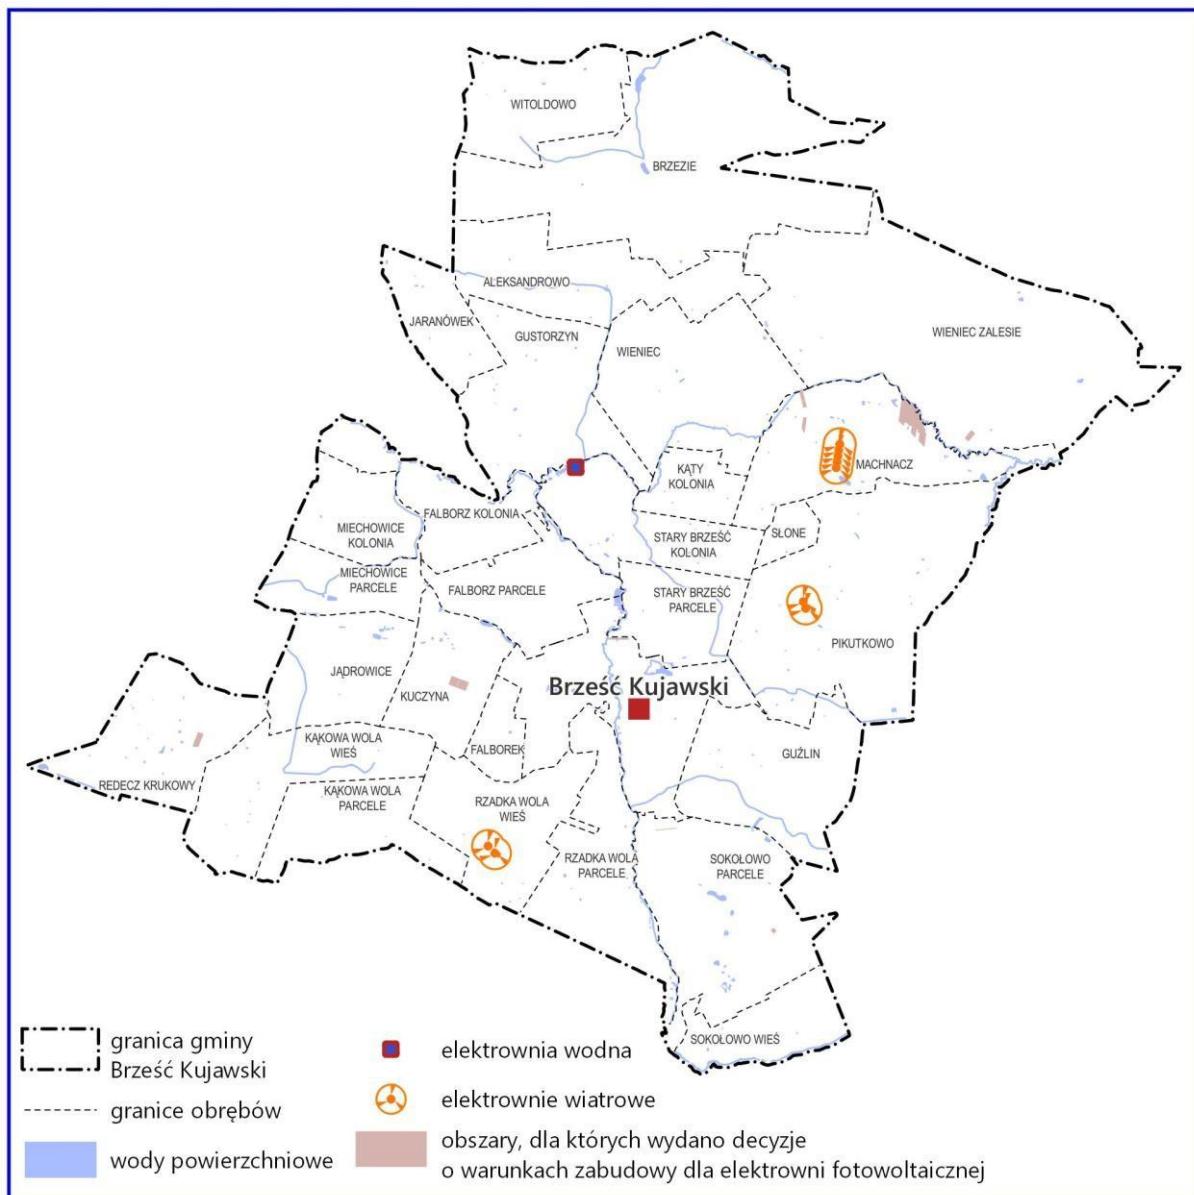 WITOLDOWO
BRZEZIE
ALEKSANDROWO
JARANÓWEK
GUSTORZYN
WIENIEC
WIENIEC ZALESIE
KĄTY
KOLONIA
MACHNACZ
FALBORZ KOLONIA
MIECHOWICE
KOLONIA
STARY BRZEŚĆ
KOLONIA
SŁONE
MIECHOWICE
PARCELE
FALBORZ PARCELE
STARY BRZEŚĆ
PARCELE
PIKUTKOWO
JĄDROWICE
KUCZYNA
Brześć Kujawski
KĄKOWA WOLA
WIEŚ
FALBOREK
GUŹLIN
REDECZ KRUKOWY
KĄKOWA WOLA
PARCELE
RZADKA WOLA
WIEŚ
RZADKA WOLA
PARCELE
SOKOŁOWO
PARCELE
SOKOŁOWO WIEŚ
granica gminy
Brześć Kujawski
granice obrębów
wody powierzchniowe
elektrownia wodna
elektrownie wiatrowe
obszary, dla których wydano decyzje
o warunkach zabudowy dla elektrowni fotowoltaicznej